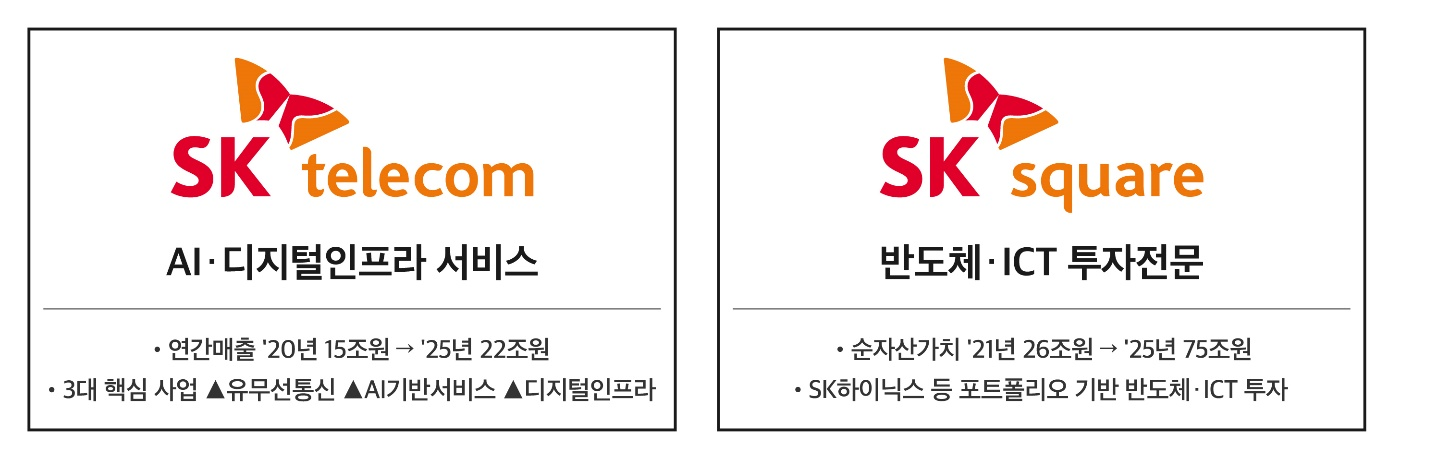 SK telecom
AI·디지털인프라 서비스
• 연간매출 '20년 15조원 → '25년 22조원
• 3대 핵심 사업 ▲유무선통신 ▲AI기반서비스 ▲디지털인프라
SK square
반도체·ICT 투자전문
• 순자산가치 '21년 26조원 → '25년 75조원
• SK하이닉스 등 포트폴리오 기반 반도체·ICT 투자